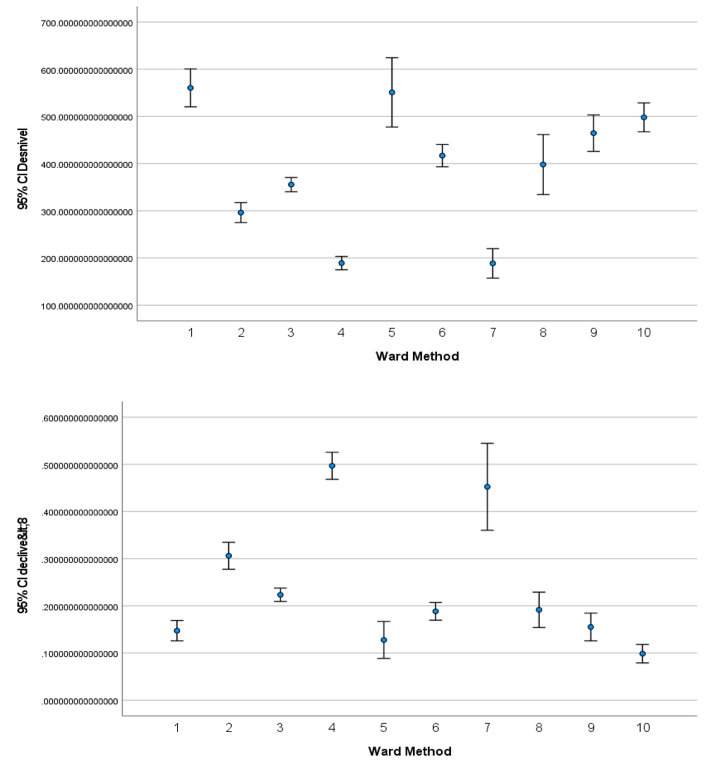 700.000000000000000
600.000000000000000
500.000000000000000
400.000000000000000
300.000000000000000
200.000000000000000
100.000000000000000
95% CI Desnivel
1 2 3 4 5 6 7 8 9 10
Ward Method
.600000000000000
.500000000000000
.400000000000000
.300000000000000
.200000000000000
.100000000000000
.000000000000000
95% CI declive&lt;8
1 2 3 4 5 6 7 8 9 10
Ward Method